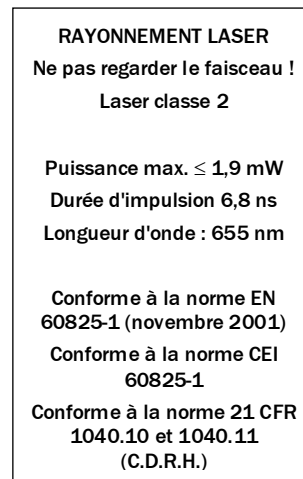 RAYONNEMENT LASER
Ne pas regarder le faisceau !
Laser classe 2
Puissance max. ≤ 1,9 mW
Durée d'impulsion 6,8 ns
Longueur d'onde : 655 nm
Conforme à la norme EN
60825-1 (novembre 2001)
Conforme à la norme CEI
60825-1
Conforme à la norme 21 CFR
1040.10 et 1040.11
(C.D.R.H.)